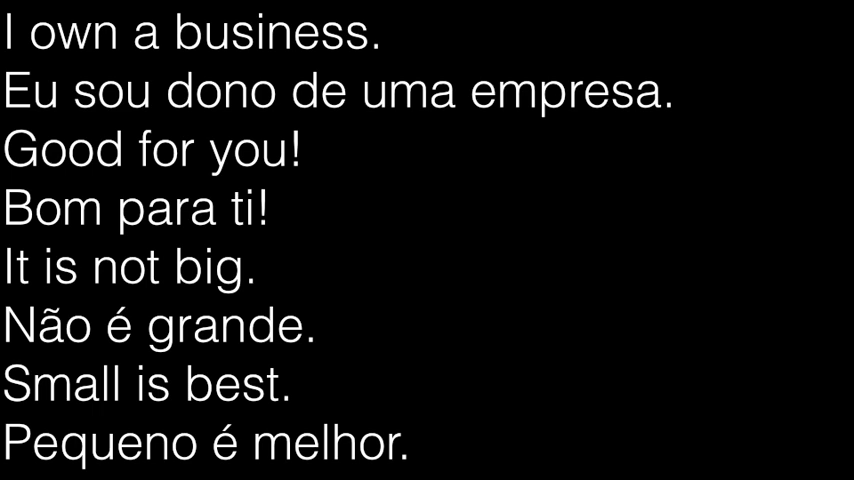 I own a business.
Eu sou dono de uma empresa.
Good for you!
Bom para ti!
It is not big.
Não é grande.
Small is best.
Pequeno é melhor.